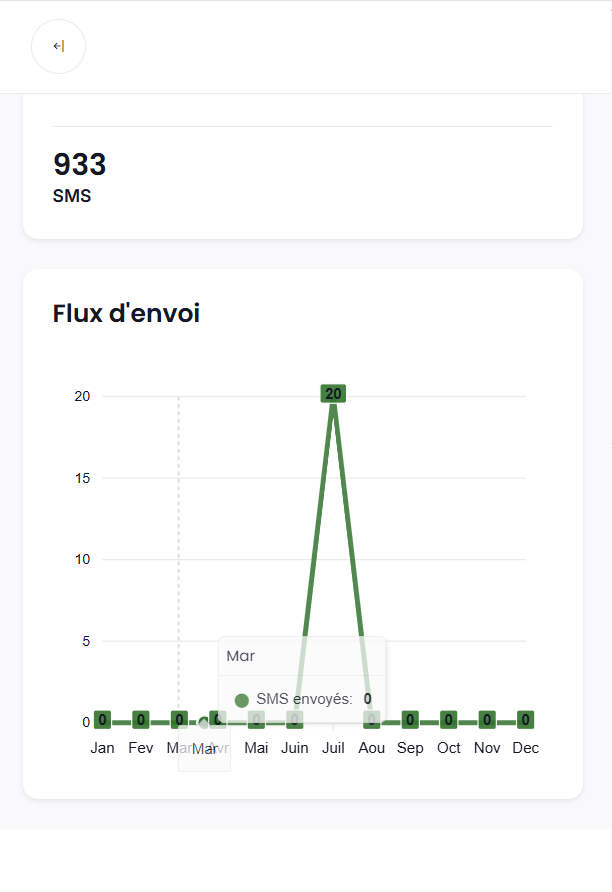 933
SMS
Flux d'envoi
20
20
15
10
5
Mar
SMS envoyés: 0
0 0 0 0 0 0 0 0 0 0 0 0
Jan Fev Mar Avr Mai Juin Juil Aou Sep Oct Nov Dec
Mar